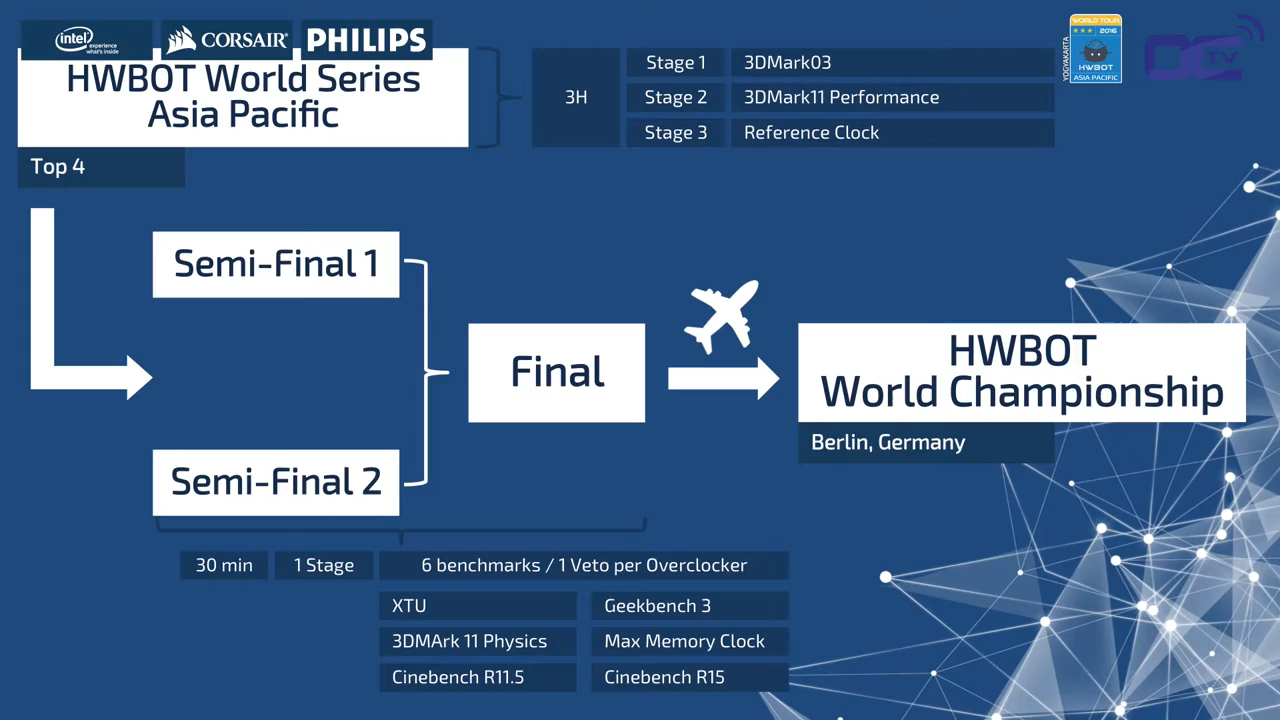 intel experience what's inside
CORSAIR
PHILIPS
HWBOT World Series
Asia Pacific
Top 4
3H
Stage 1 3DMark03
Stage 2 3DMark11 Performance
Stage 3 Reference Clock
YOGYAKARTA
WORLD TOUR
2016
HWBOT
ASIA PACIFIC
OC TV
Semi-Final 1
Semi-Final 2
Final
HWBOT
World Championship
Berlin, Germany
30 min 1 Stage 6 benchmarks / 1 Veto per Overclocker
XTU Geekbench 3
3DMArk 11 Physics Max Memory Clock
Cinebench R11.5 Cinebench R15